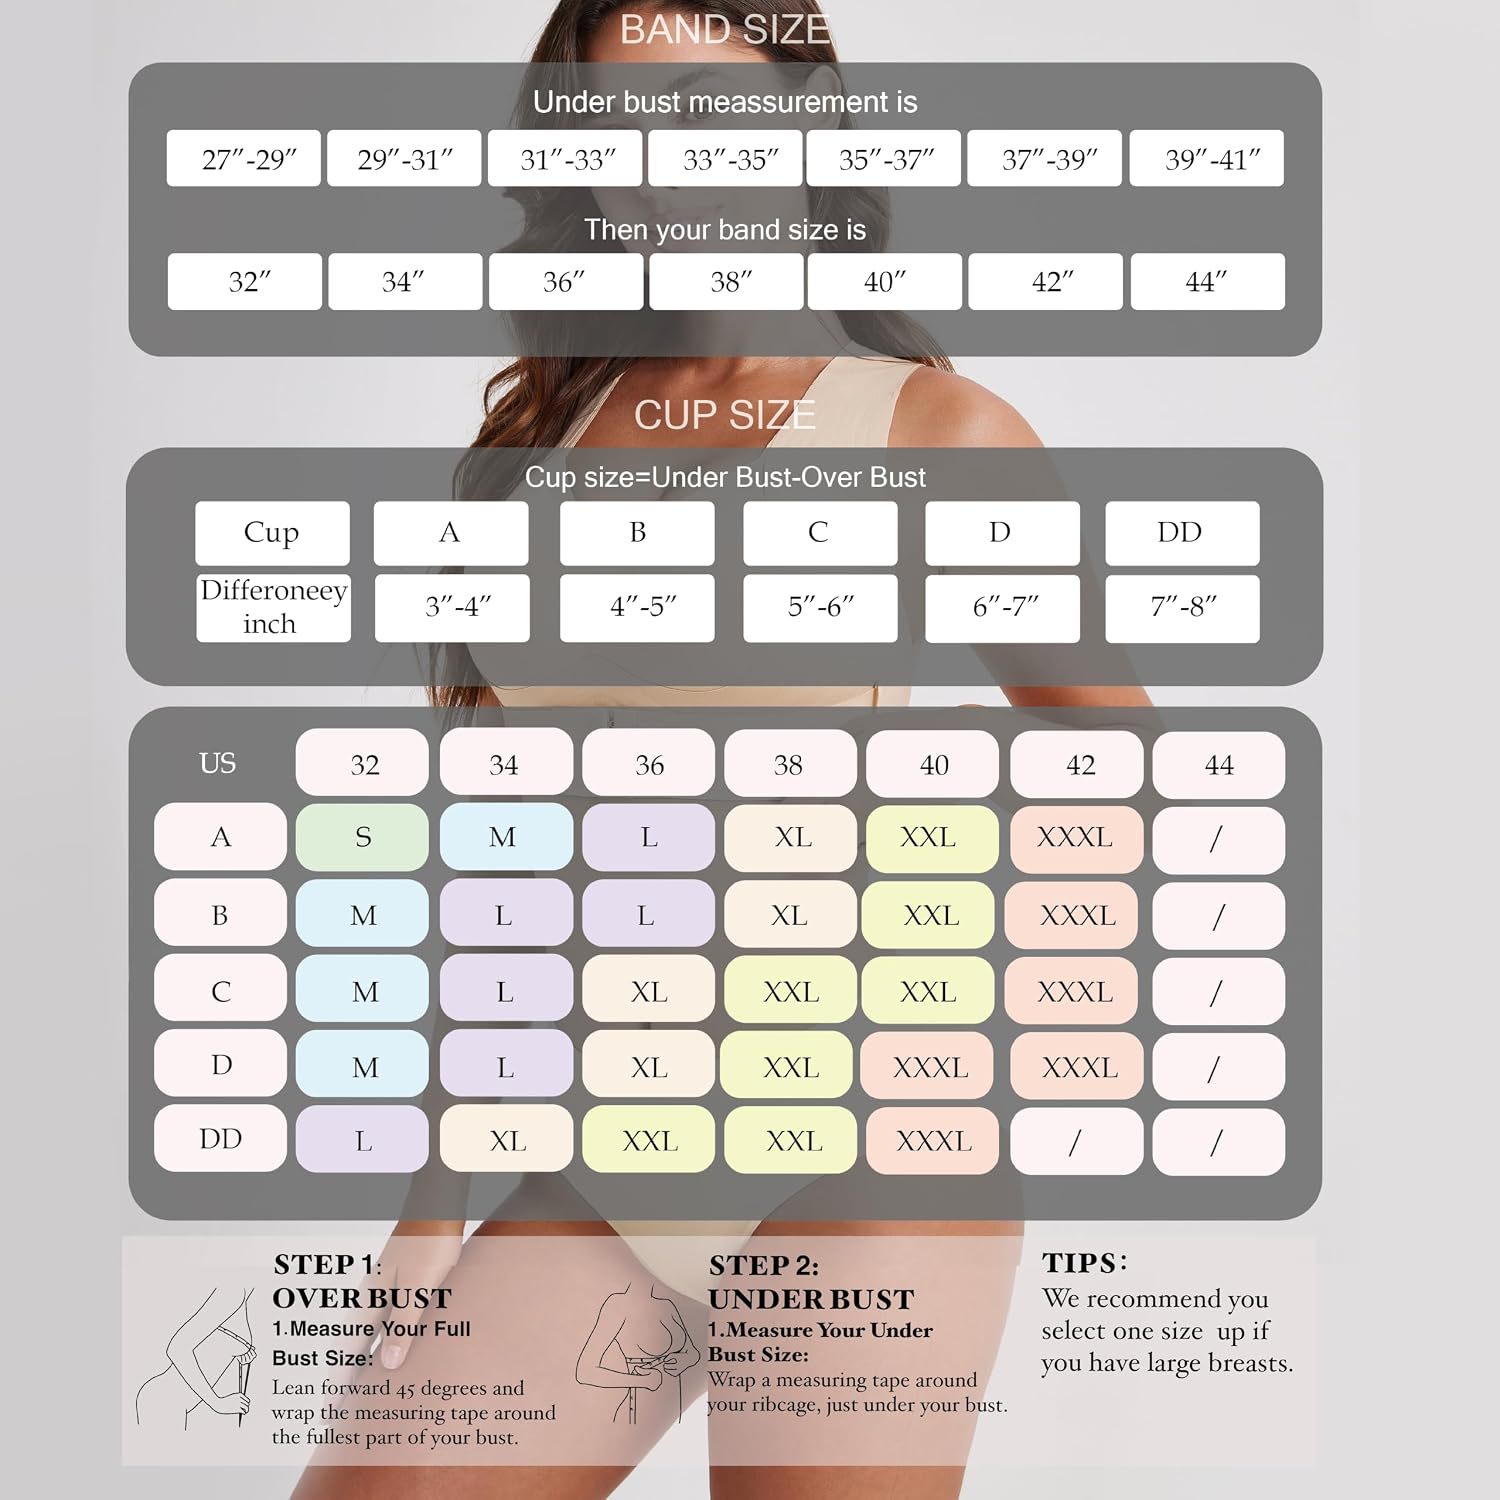 BAND SIZE
Under bust meassurement is
27″-29″ 29″-31″ 31″-33″ 33″-35″ 35″-37″ 37″-39″ 39″-41″
Then your band size is
32″ 34″ 36″ 38″ 40″ 42″ 44″
CUP SIZE
Cup size=Under Bust-Over Bust
Cup A B C D DD
Differoneey
inch 3″-4″ 4″-5″ 5″-6″ 6″-7″ 7″-8″
US 32 34 36 38 40 42 44
A S M L XL XXL XXXL /
B M L L XL XXL XXXL /
C M L XL XXL XXL XXXL /
D M L XL XXL XXXL XXXL /
DD L XL XXL XXL XXXL / /
STEP 1:
OVER BUST
1.Measure Your Full
Bust Size:
Lean forward 45 degrees and
wrap the measuring tape around
the fullest part of your bust.
STEP 2:
UNDER BUST
1.Measure Your Under
Bust Size:
Wrap a measuring tape around
your ribcage, just under your bust.
TIPS:
We recommend you
select one size up if
you have large breasts.